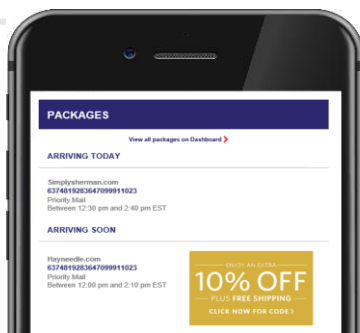 PACKAGES
View all packages on Dashboard >
ARRIVING TODAY
Simplysherman.com
6374819283647099911023
Priority Mail
Between 12:30 pm and 2:40 pm EST
ARRIVING SOON
Hayneedle.com
6374819283647099911023
Priority Mail
Between 12:00 pm and 2:10 pm EST
ENJOY AN EXTRA
10% OFF
PLUS FREE SHIPPING
CLICK NOW FOR CODE >